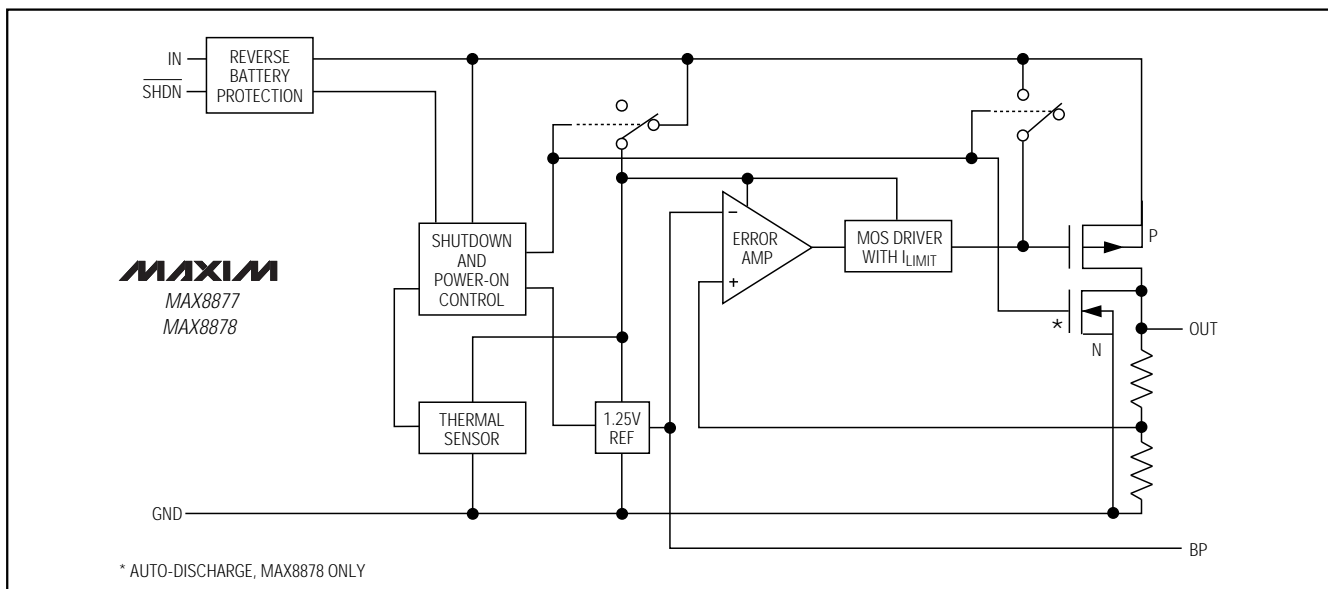 IN
SHDN
REVERSE
BATTERY
PROTECTION
MAXIM
MAX8877
MAX8878
SHUTDOWN
AND
POWER-ON
CONTROL
THERMAL
SENSOR
1.25V
REF
−
ERROR
AMP
+
MOS DRIVER
WITH ILIMIT
P
*
N
OUT
GND
BP
* AUTO-DISCHARGE, MAX8878 ONLY